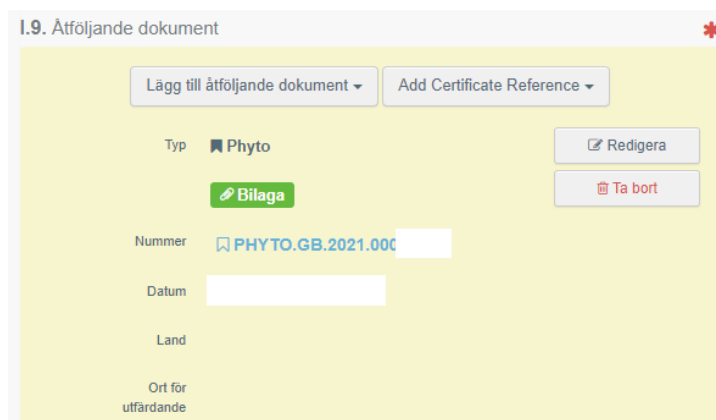 I.9. Åtföljande dokument
Lägg till åtföljande dokument Add Certificate Reference
Typ Phyto Redigera
Bilaga Ta bort
Nummer PHYTO.GB.2021.000
Datum
Land
Ort för
utfärdande